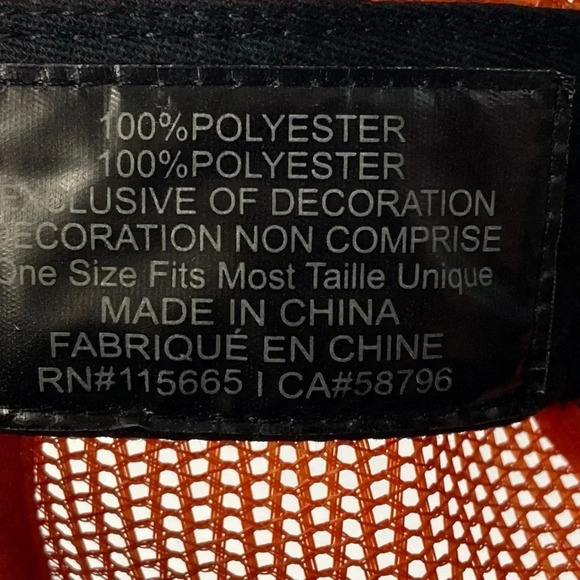 100%POLYESTER
100%POLYESTER
EXCLUSIVE OF DECORATION
DECORATION NON COMPRISE
One Size Fits Most Taille Unique
MADE IN CHINA
FABRIQUÉ EN CHINE
RN#115665 I CA#58796